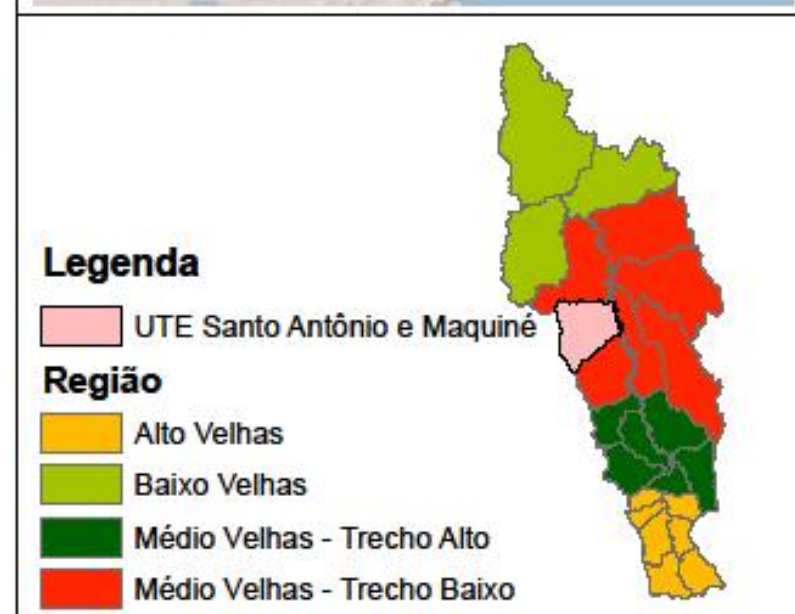 Legenda
UTE Santo Antônio e Maquiné
Região
Alto Velhas
Baixo Velhas
Médio Velhas - Trecho Alto
Médio Velhas - Trecho Baixo